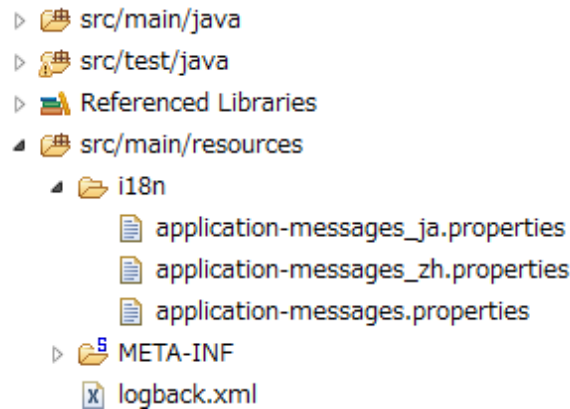 src/main/java
src/test/java
Referenced Libraries
src/main/resources
i18n
application-messages_ja.properties
application-messages_zh.properties
application-messages.properties
META-INF
logback.xml